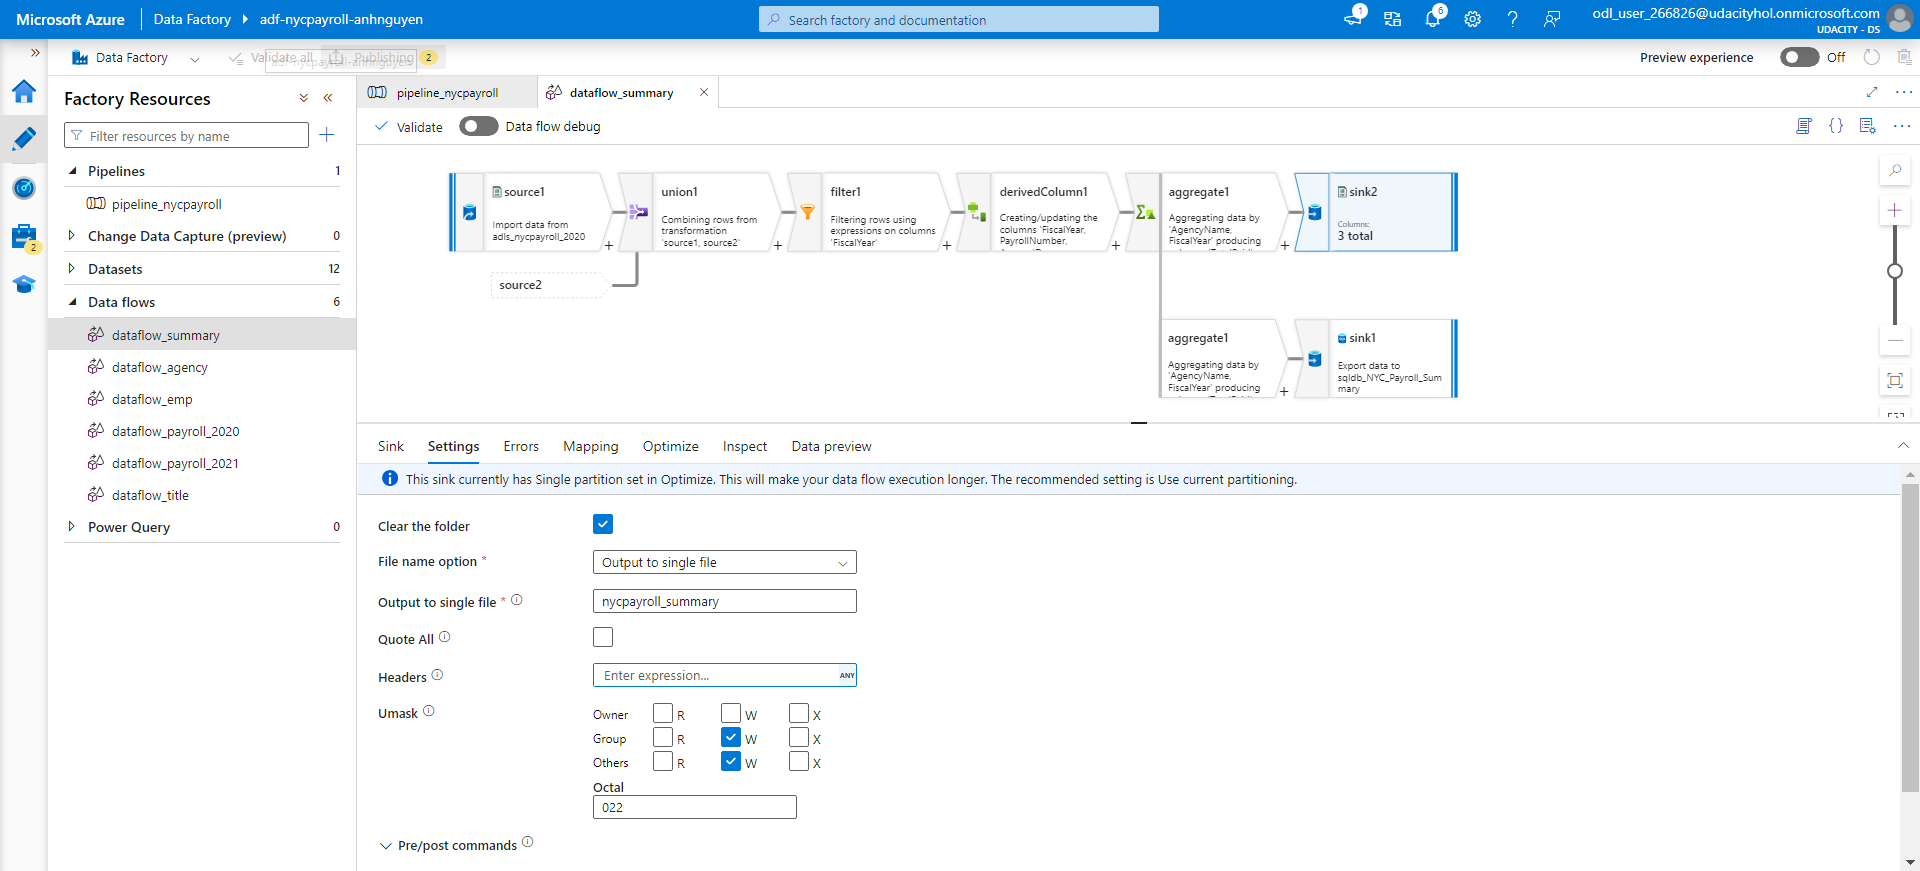 Microsoft Azure
Data Factory
adf-nycpayroll-anhnguyen
Search factory and documentation
1
6
odl_user_266826@udacityhol.onmicrosoft.com
UDACITY - DS
Data Factory
Validate all
Publishing
2
adf-nycpayroll-anhnguyen
Preview experience
Off
Factory Resources
Filter resources by name
Pipelines 1
pipeline_nycpayroll
Change Data Capture (preview) 0
Datasets 12
Data flows 6
dataflow_summary
dataflow_agency
dataflow_emp
dataflow_payroll_2020
dataflow_payroll_2021
dataflow_title
Power Query 0
2
pipeline_nycpayroll
dataflow_summary
Validate
Data flow debug
source1
Import data from
adls_nycpayroll_2020
union1
Combining rows from
transformation
'source1, source2'
filter1
Filtering rows using
expressions on columns
'FiscalYear'
derivedColumn1
Creating/updating the
columns 'FiscalYear,
PayrollNumber,
aggregate1
Aggregating data by
'AgencyName,
FiscalYear' producing
sink2
Columns:
3 total
source2
aggregate1
Aggregating data by
'AgencyName,
FiscalYear' producing
sink1
Export data to
sqldb_NYC_Payroll_Sum
mary
Sink Settings Errors Mapping Optimize Inspect Data preview
This sink currently has Single partition set in Optimize. This will make your data flow execution longer. The recommended setting is Use current partitioning.
Clear the folder
File name option *
Output to single file
Output to single file *
nycpayroll_summary
Quote All
Headers
Enter expression...
ANY
Umask
Owner R W X
Group R W X
Others R W X
Octal
022
Pre/post commands